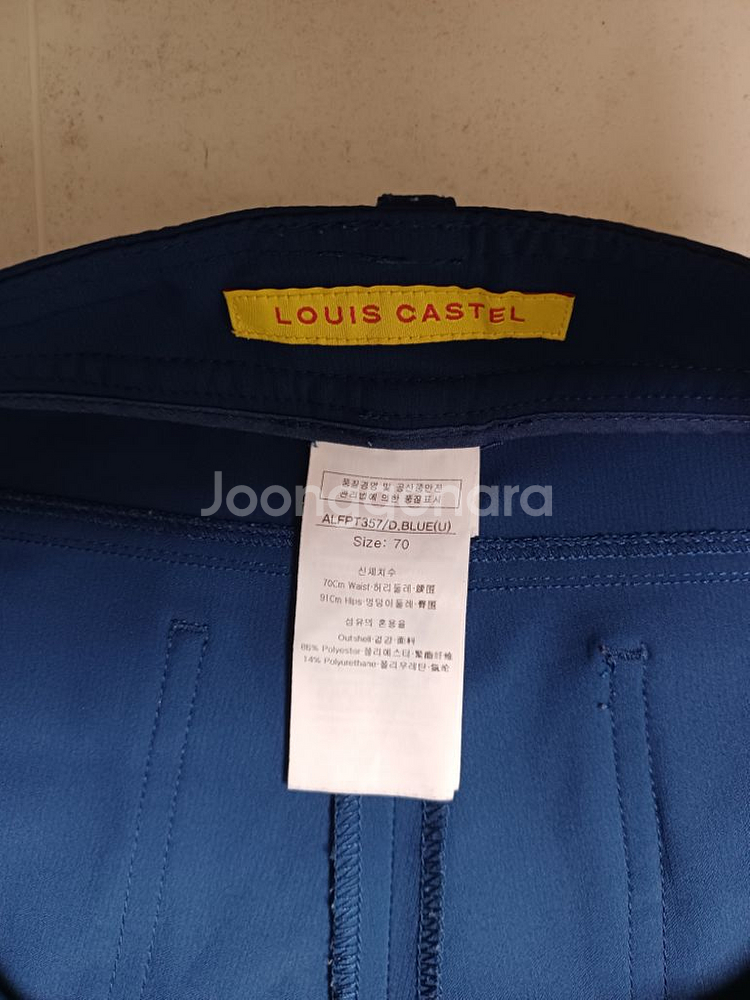 LOUIS CASTEL
Joongonara
품질경영 및 공산품안전
관리법에 의한 품질표시
ALFPT357/D.BLUE(U)
Size: 70
신체치수
70Cm Waist·허리둘레·腰围
91Cm Hips·엉덩이둘레·臀围
섬유의 혼용율
Outshell·겉감·面料
86% Polyester·폴리에스터·聚酯纤维
14% Polyurethane·폴리우레탄·氨纶